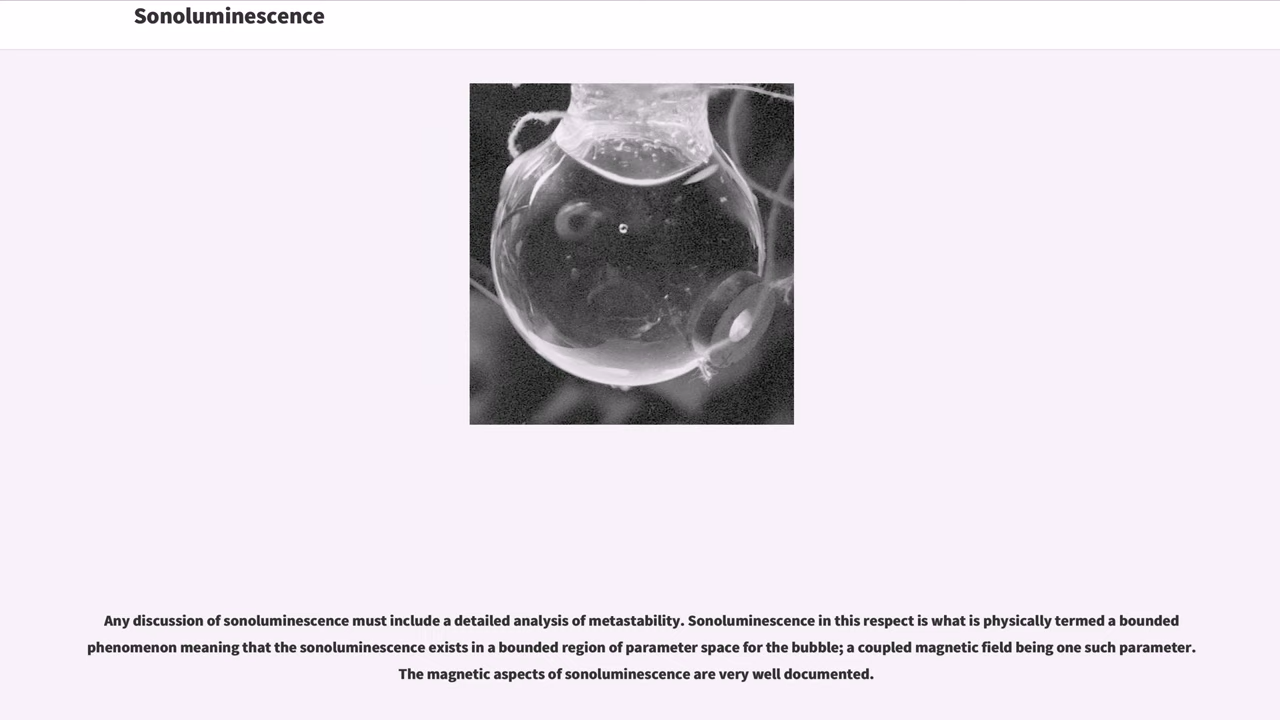 Sonoluminescence
Any discussion of sonoluminescence must include a detailed analysis of metastability. Sonoluminescence in this respect is what is physically termed a bounded
phenomenon meaning that the sonoluminescence exists in a bounded region of parameter space for the bubble; a coupled magnetic field being one such parameter.
The magnetic aspects of sonoluminescence are very well documented.